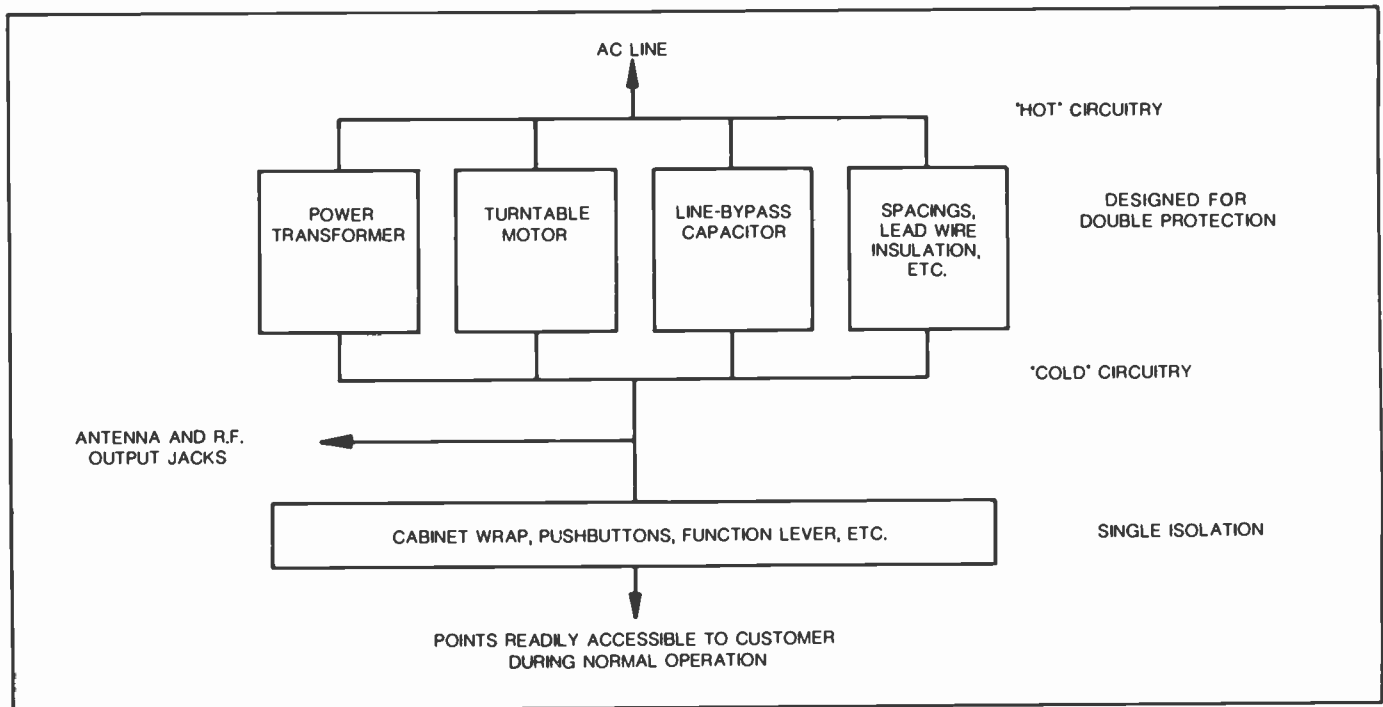 AC LINE
"HOT" CIRCUITRY
POWER
TRANSFORMER
TURNTABLE
MOTOR
LINE-BYPASS
CAPACITOR
SPACINGS,
LEAD WIRE
INSULATION,
ETC.
DESIGNED FOR
DOUBLE PROTECTION
"COLD" CIRCUITRY
ANTENNA AND R.F.
OUTPUT JACKS
CABINET WRAP, PUSHBUTTONS, FUNCTION LEVER, ETC.
SINGLE ISOLATION
POINTS READILY ACCESSIBLE TO CUSTOMER
DURING NORMAL OPERATION